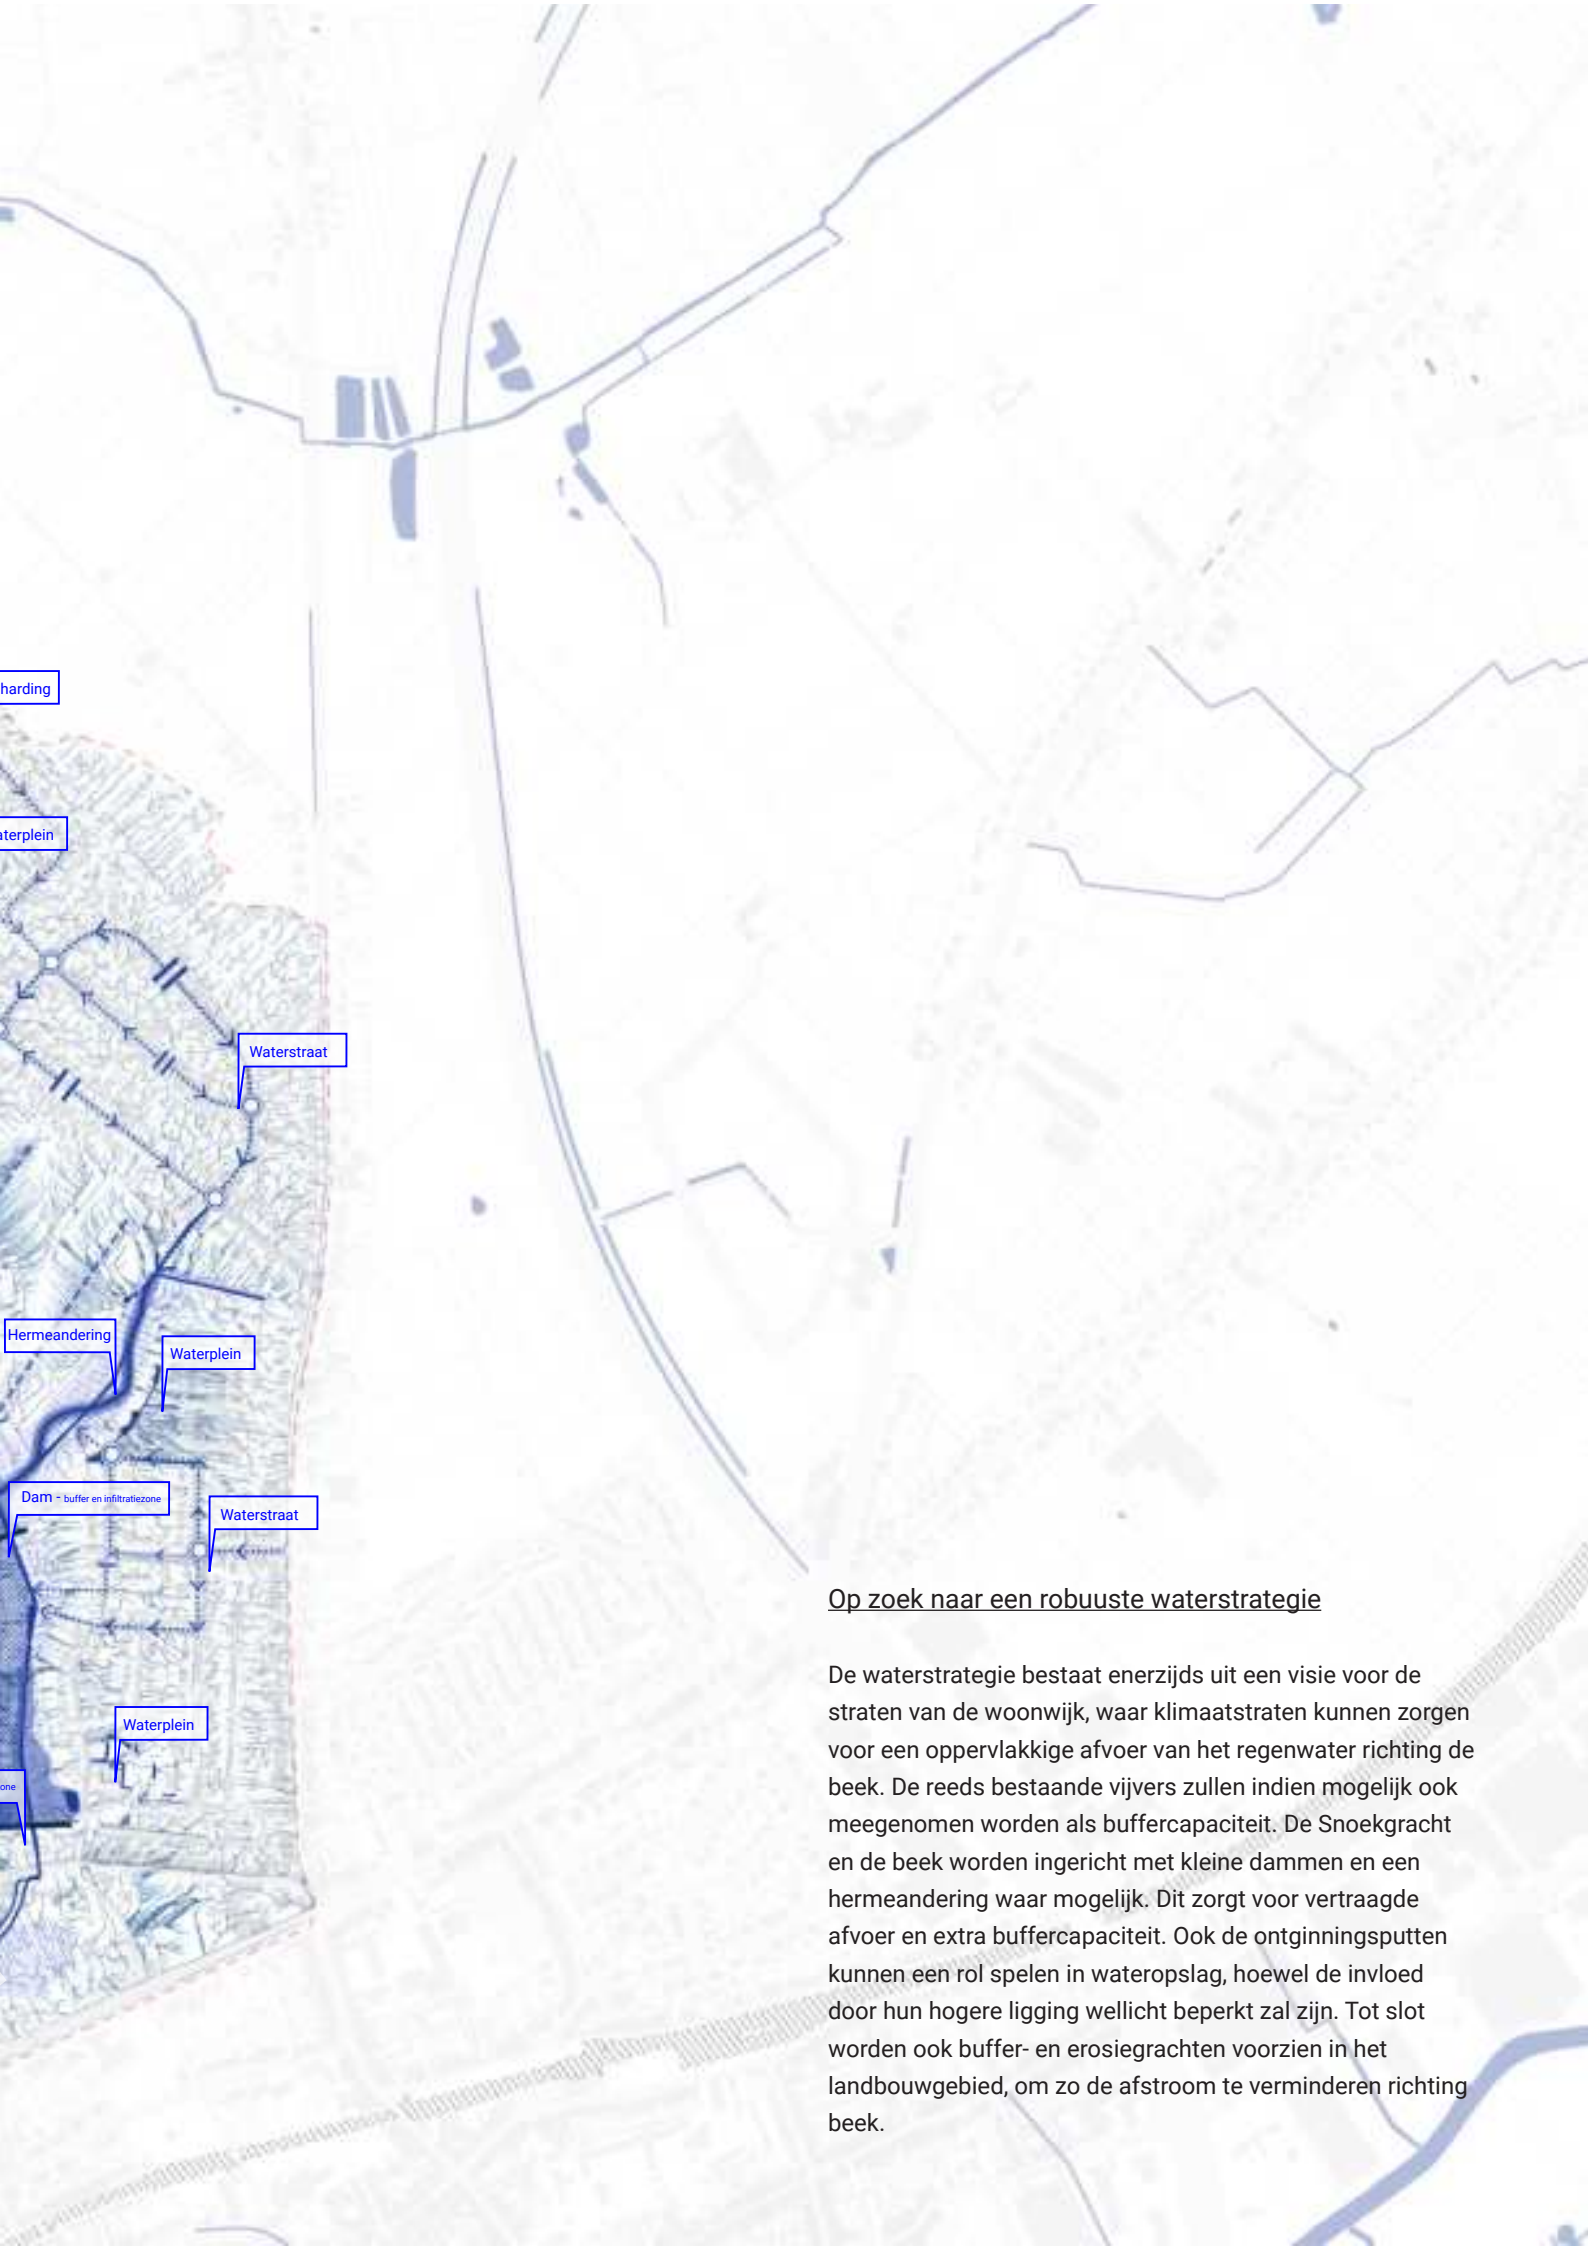 harding
aterplein
Waterstraat
Hermeandering
Waterplein
Dam - buffer en infiltratiezone
Waterstraat
Waterplein
one
Op zoek naar een robuuste waterstrategie
De waterstrategie bestaat enerzijds uit een visie voor de
straten van de woonwijk, waar klimaatstraten kunnen zorgen
voor een oppervlakkige afvoer van het regenwater richting de
beek. De reeds bestaande vijvers zullen indien mogelijk ook
meegenomen worden als buffercapaciteit. De Snoekgracht
en de beek worden ingericht met kleine dammen en een
hermeandering waar mogelijk. Dit zorgt voor vertraagde
afvoer en extra buffercapaciteit. Ook de ontginningsputten
kunnen een rol spelen in wateropslag, hoewel de invloed
door hun hogere ligging wellicht beperkt zal zijn. Tot slot
worden ook buffer- en erosiegrachten voorzien in het
landbouwgebied, om zo de afstroom te verminderen richting
beek.